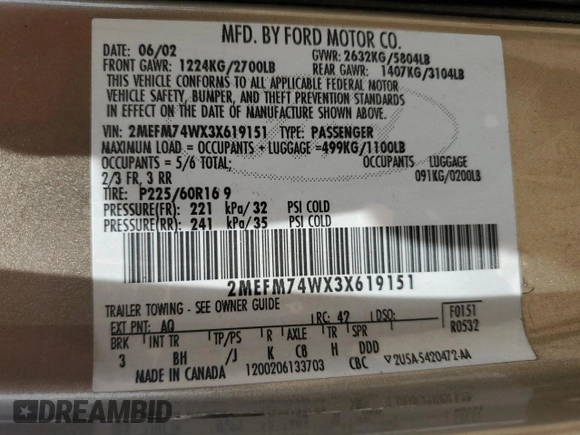 MFD. BY FORD MOTOR CO.
DATE: 06/02 GVWR: 2632KG/5804LB
FRONT GAWR: 1224KG/2700LB REAR GAWR: 1407KG/3104LB
THIS VEHICLE CONFORMS TO ALL APPLICABLE FEDERAL MOTOR
VEHICLE SAFETY, BUMPER, AND THEFT PREVENTION STANDARDS
IN EFFECT ON THE DATE OF MANUFACTURE SHOWN ABOVE.
VIN: 2MEFM74WX3X619151 TYPE: PASSENGER
MAXIMUM LOAD = OCCUPANTS + LUGGAGE =499KG/1100LB
OCCUPANTS = 5/6 TOTAL; OCCUPANTS LUGGAGE
2/3 FR, 3 RR 091KG/0200LB
TIRE: P225/60R16 9
PRESSURE(FR): 221 kPa/ 32 PSI COLD
PRESSURE(RR): 241 kPa/ 35 PSI COLD
2MEFM74WX3X619151
TRAILER TOWING - SEE OWNER GUIDE F0151
EXT PNT: AQ RC: 42 DSO: R0532
BRK INT TR TP/PS R AXLE TR SPR
3 BH /J K C8 H DDD
MADE IN CANADA 1200206133703 CBC ▽2U5A-5420472-AA
DREAMBID